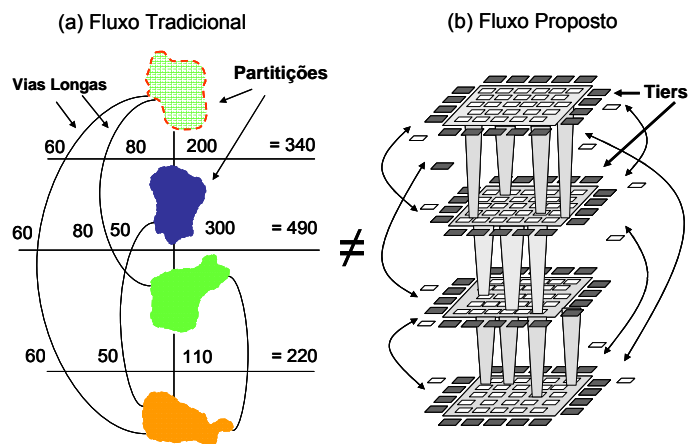 (a) Fluxo Tradicional
(b) Fluxo Proposto
Vias Longas
Partitições
Tiers
60 80 200 = 340
60 80 50 300 = 490
≠
60 50 110 = 220